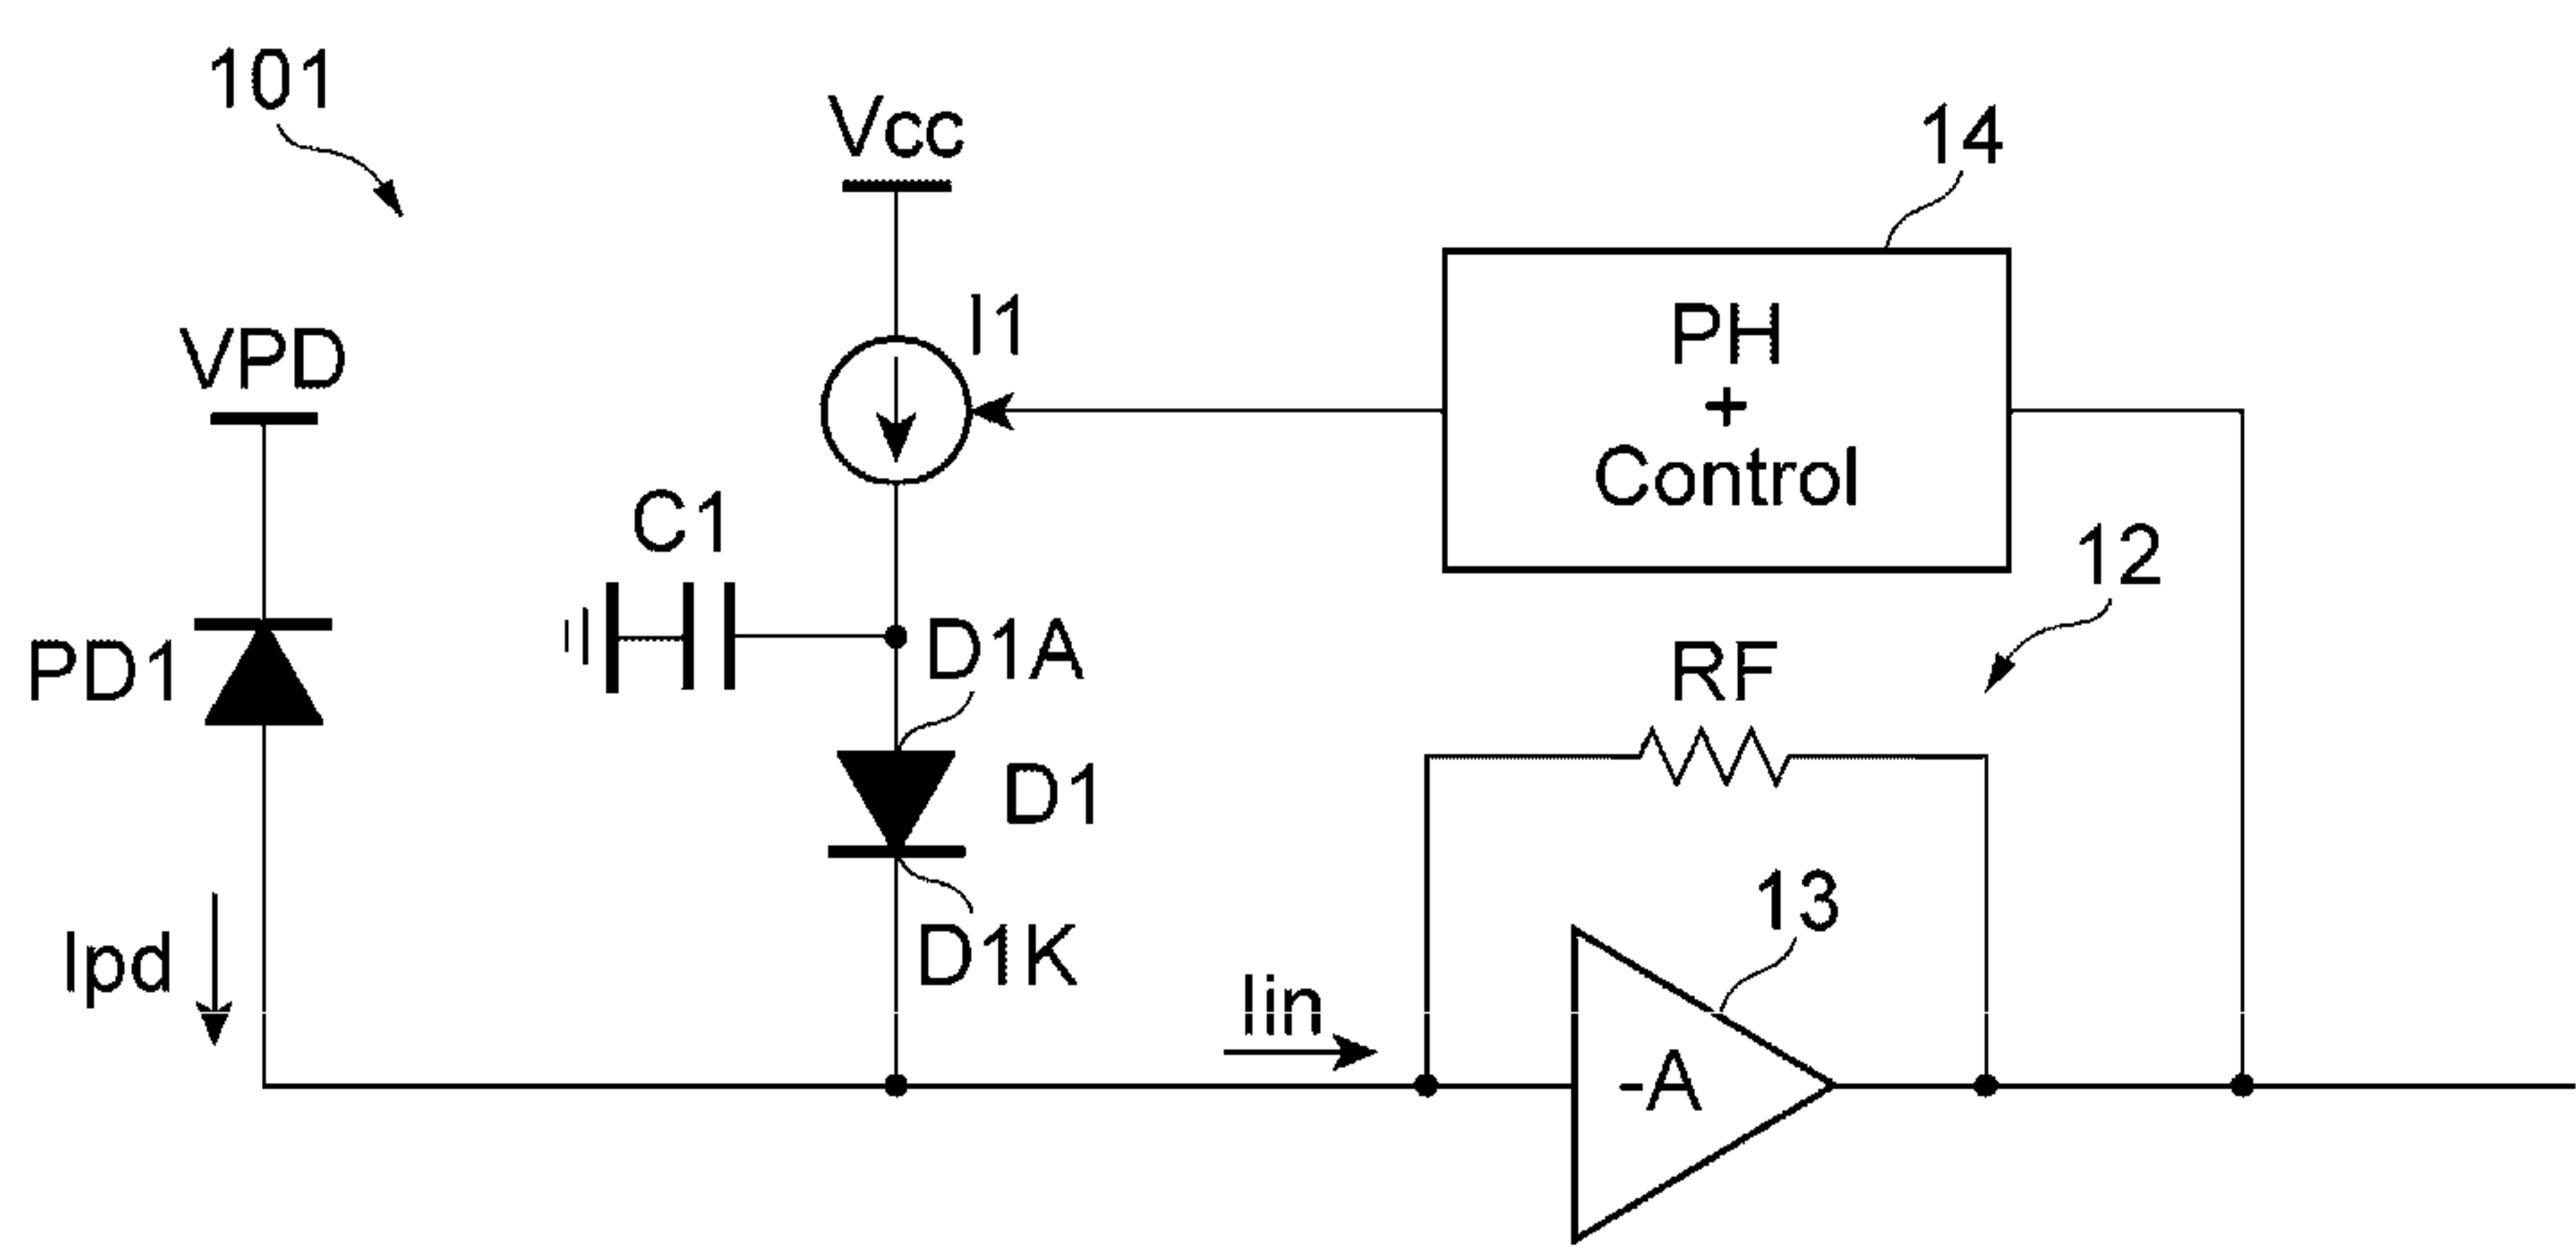 101
Vcc
14
VPD
I1
PH
+
Control
C1
12
D1A
PD1
RF
D1
13
D1K
Ipd
Iin
-A